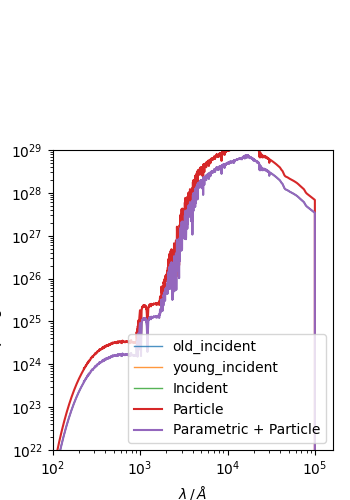 10^29
10^28
10^27
10^26
10^25
10^24
10^23
10^22
old_incident
young_incident
Incident
Particle
Parametric + Particle
10^2 10^3 10^4 10^5
λ / Å